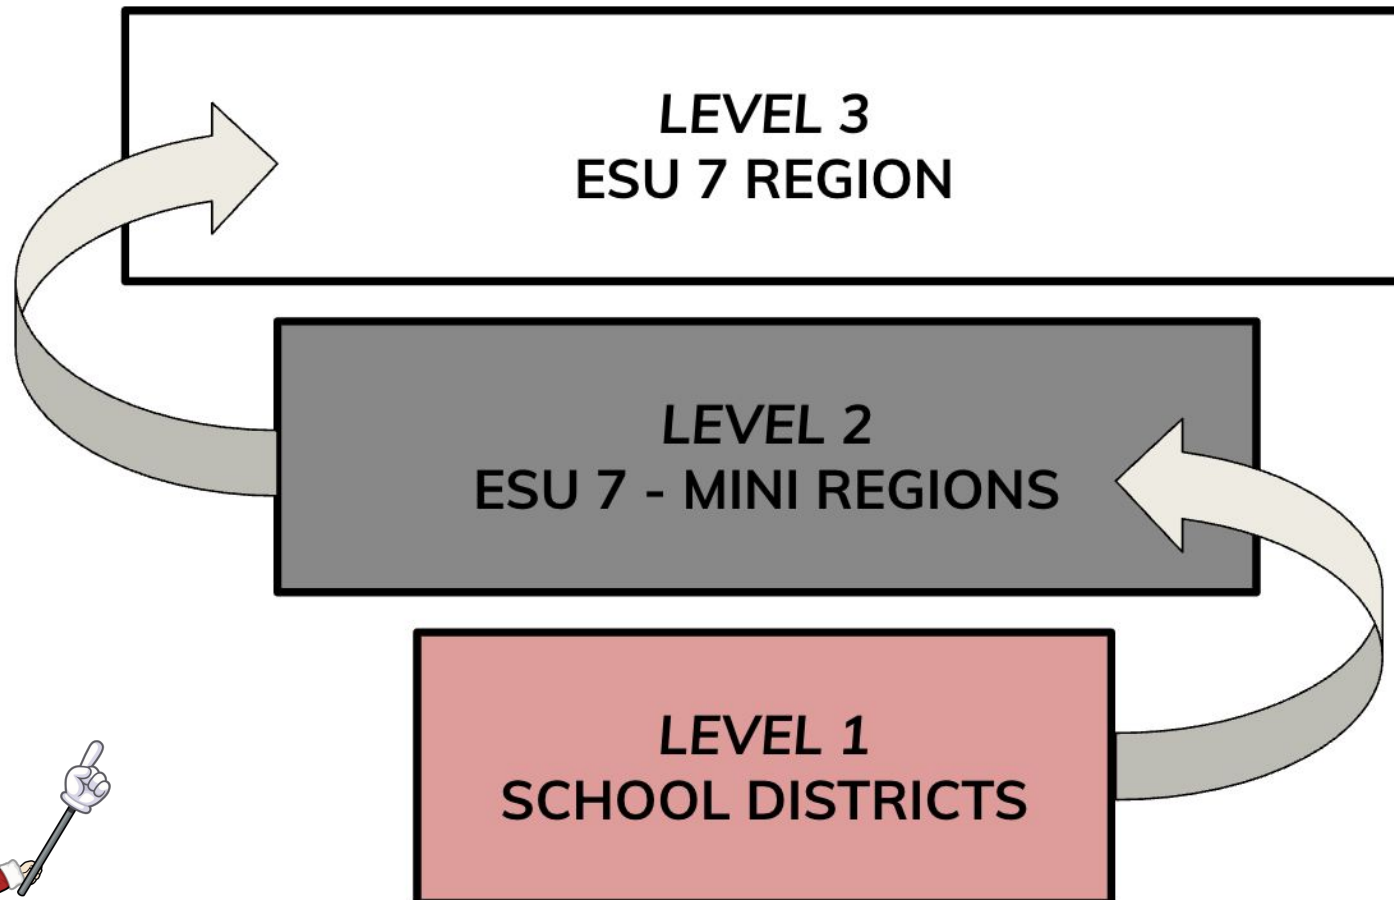 LEVEL 3
ESU 7 REGION
LEVEL 2
ESU 7 - MINI REGIONS
LEVEL 1
SCHOOL DISTRICTS